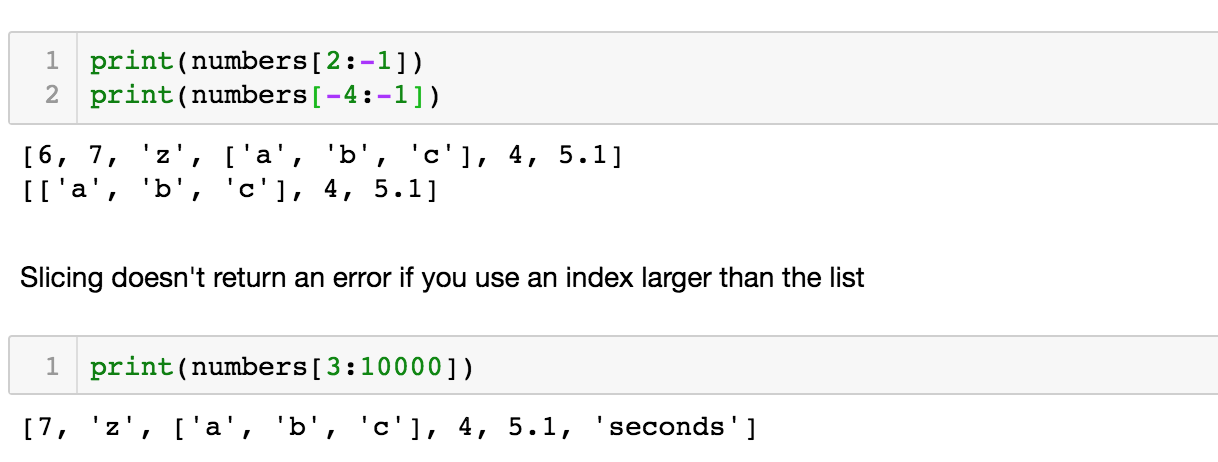 1 print(numbers[2:-1])
2 print(numbers[-4:-1])
[6, 7, 'z', ['a', 'b', 'c'], 4, 5.1]
[['a', 'b', 'c'], 4, 5.1]
Slicing doesn't return an error if you use an index larger than the list
1 print(numbers[3:10000])
[7, 'z', ['a', 'b', 'c'], 4, 5.1, 'seconds']